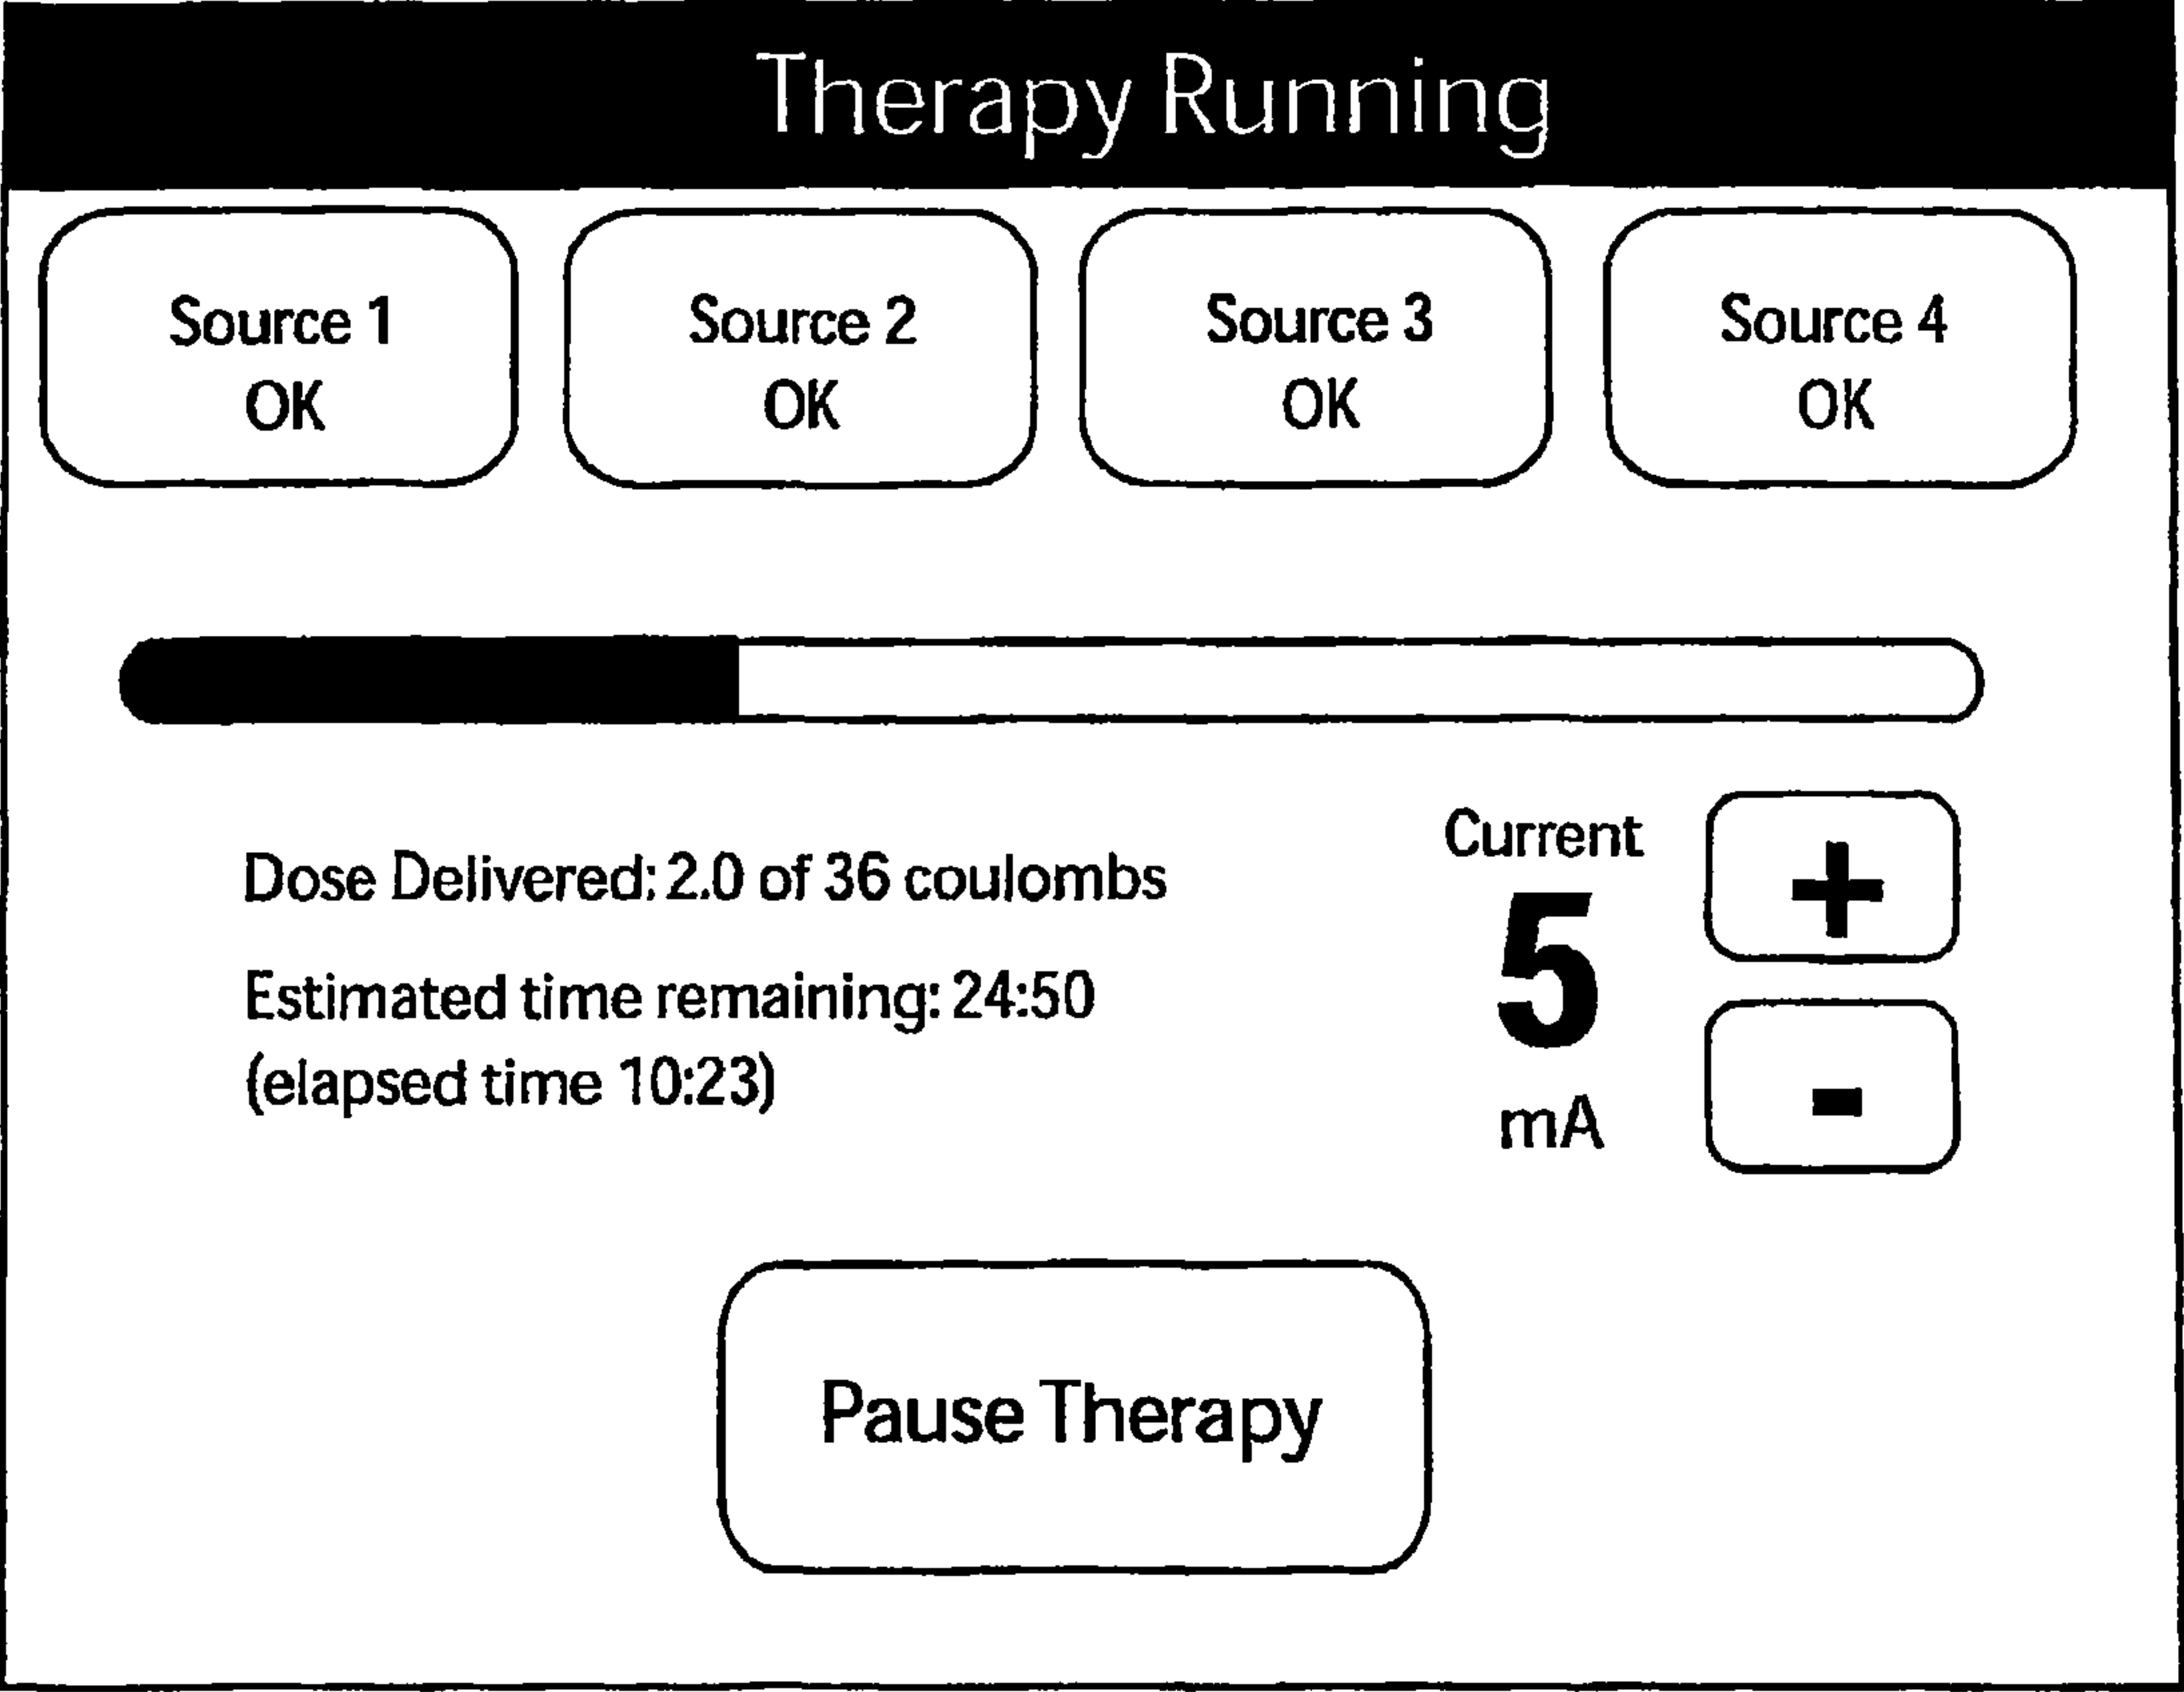 Therapy Running
Source 1
OK
Source 2
OK
Source 3
OK
Source 4
OK
Dose Delivered: 2.0 of 36 coulombs
Estimated time remaining: 24:50
(elapsed time 10:23)
Current
5
mA
+
-
Pause Therapy